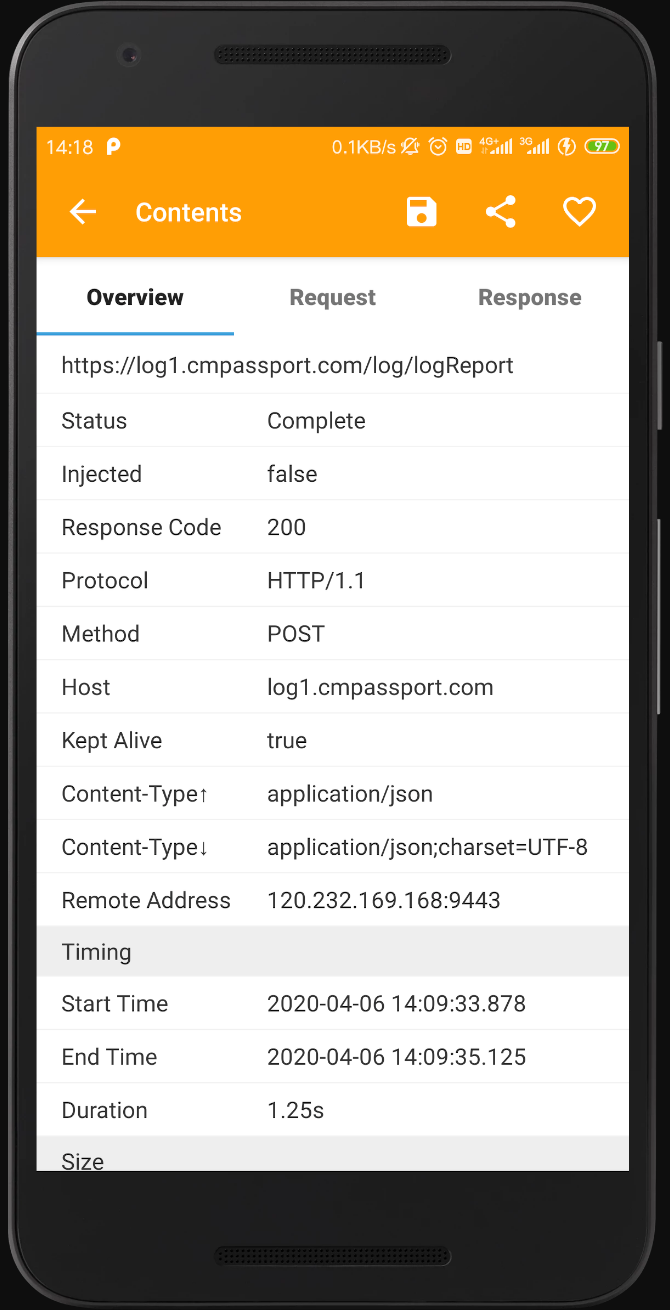 14:18 0.1KB/s HD 4G+ 3G 97
Contents
Overview Request Response
https://log1.cmpassport.com/log/logReport
Status Complete
Injected false
Response Code 200
Protocol HTTP/1.1
Method POST
Host log1.cmpassport.com
Kept Alive true
Content-Type↑ application/json
Content-Type↓ application/json;charset=UTF-8
Remote Address 120.232.169.168:9443
Timing
Start Time 2020-04-06 14:09:33.878
End Time 2020-04-06 14:09:35.125
Duration 1.25s
Size